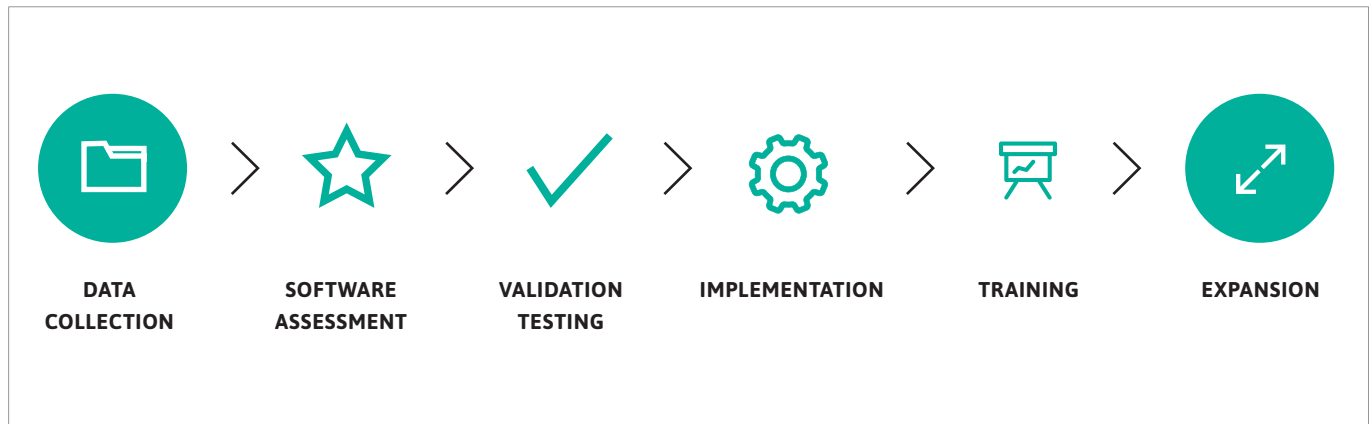 DATA
COLLECTION
SOFTWARE
ASSESSMENT
VALIDATION
TESTING
IMPLEMENTATION
TRAINING
EXPANSION